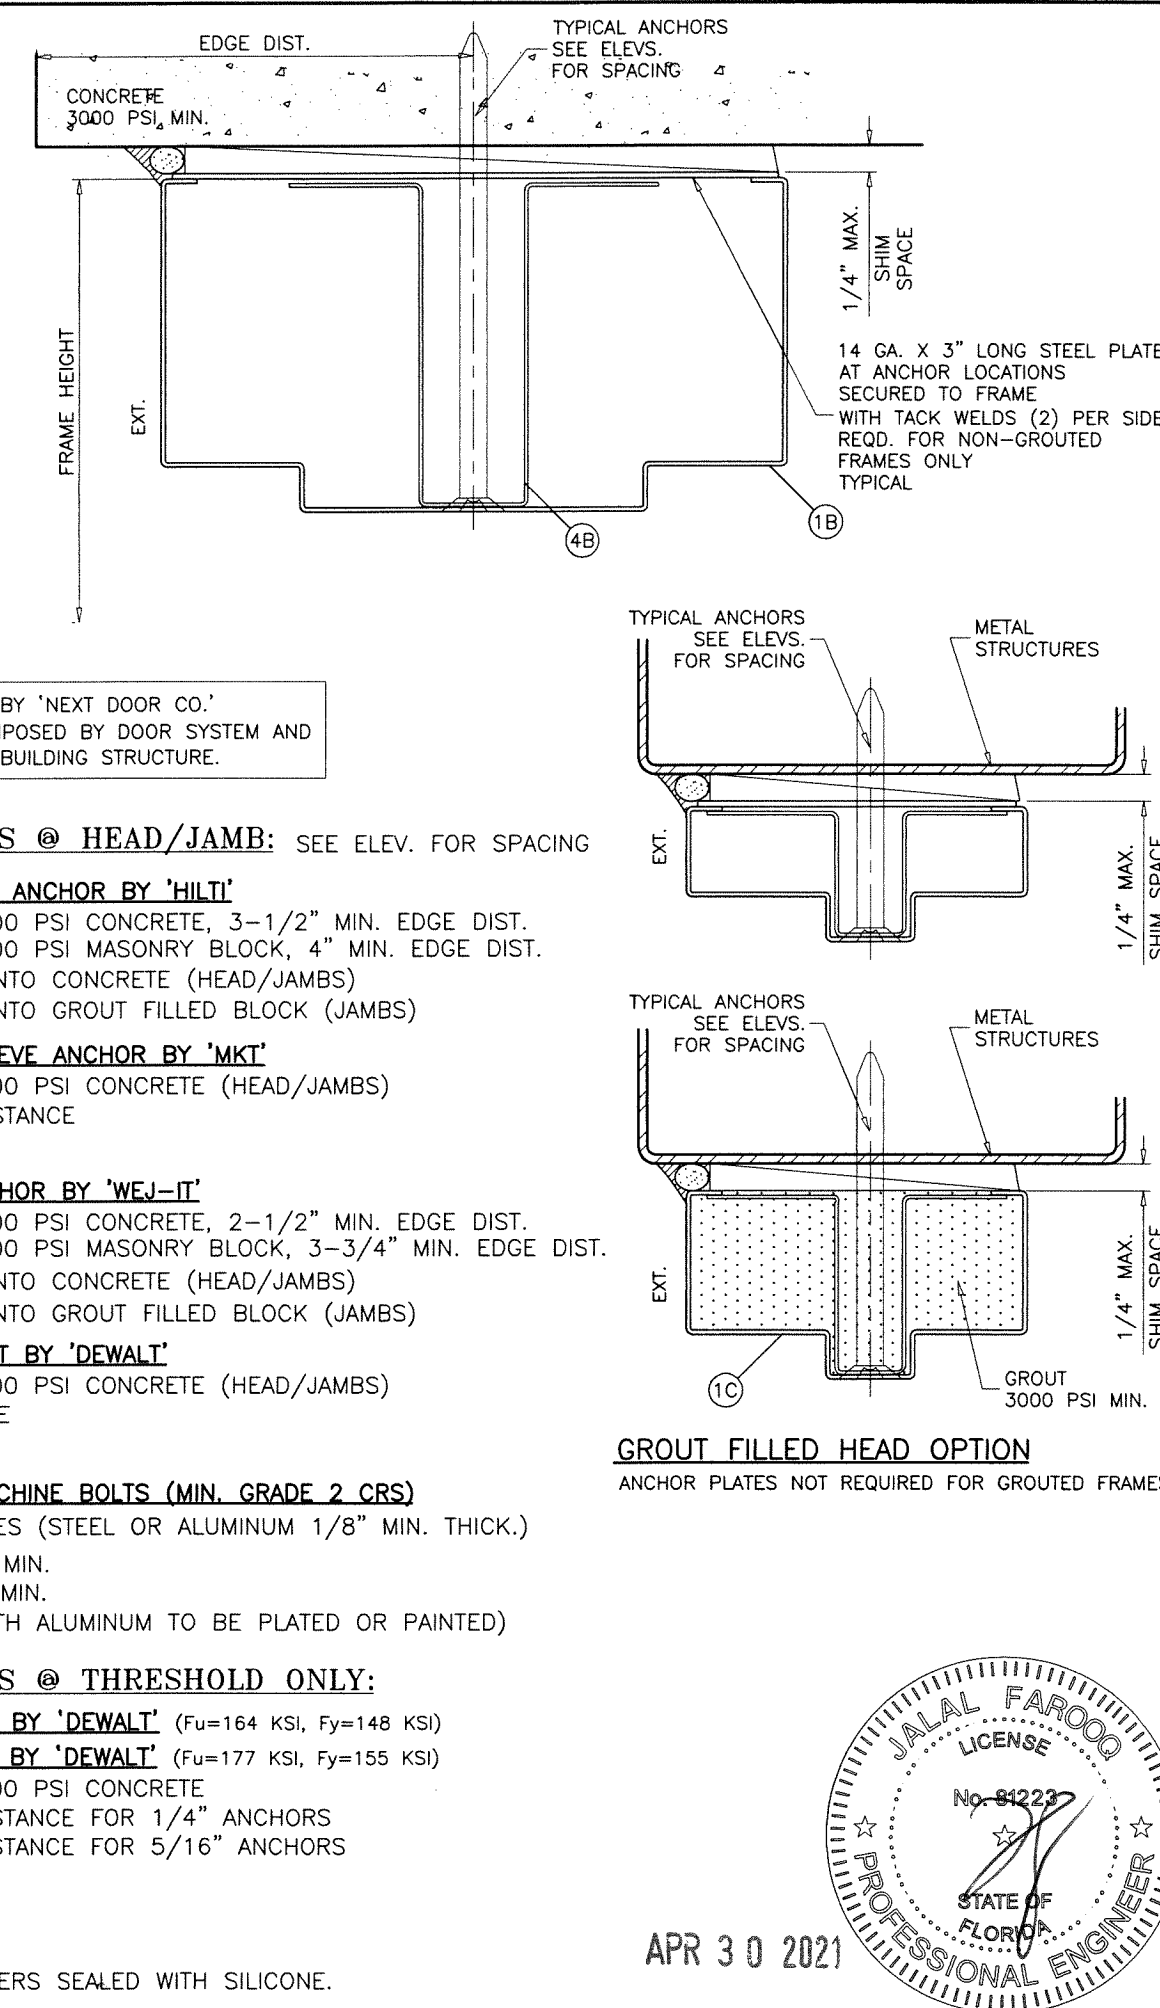 EDGE DIST.
TYPICAL ANCHORS
SEE ELEVS.
FOR SPACING
CONCRETE
3000 PSI, MIN.
1/4" MAX.
SHIM
SPACE
FRAME HEIGHT
EXT.
14 GA. X 3" LONG STEEL PLATE
AT ANCHOR LOCATIONS
SECURED TO FRAME
WITH TACK WELDS (2) PER SIDE
REQD. FOR NON-GROUTED
FRAMES ONLY
TYPICAL
1B
4B
TYPICAL ANCHORS
SEE ELEVS.
FOR SPACING
METAL
STRUCTURES
EXT.
1/4" MAX.
SHIM SPACE
BY 'NEXT DOOR CO.'
POSED BY DOOR SYSTEM AND
BUILDING STRUCTURE.
S @ HEAD/JAMB: SEE ELEV. FOR SPACING
ANCHOR BY 'HILTI'
00 PSI CONCRETE, 3-1/2" MIN. EDGE DIST.
00 PSI MASONRY BLOCK, 4" MIN. EDGE DIST.
NTO CONCRETE (HEAD/JAMBS)
NTO GROUT FILLED BLOCK (JAMBS)
EEVE ANCHOR BY 'MKT'
00 PSI CONCRETE (HEAD/JAMBS)
STANCE
HOR BY 'WEJ-IT'
00 PSI CONCRETE, 2-1/2" MIN. EDGE DIST.
00 PSI MASONRY BLOCK, 3-3/4" MIN. EDGE DIST.
NTO CONCRETE (HEAD/JAMBS)
NTO GROUT FILLED BLOCK (JAMBS)
T BY 'DEWALT'
00 PSI CONCRETE (HEAD/JAMBS)
E
CHINE BOLTS (MIN. GRADE 2 CRS)
ES (STEEL OR ALUMINUM 1/8" MIN. THICK.)
MIN.
MIN.
TH ALUMINUM TO BE PLATED OR PAINTED)
S @ THRESHOLD ONLY:
BY 'DEWALT' (Fu=164 KSI, Fy=148 KSI)
BY 'DEWALT' (Fu=177 KSI, Fy=155 KSI)
00 PSI CONCRETE
STANCE FOR 1/4" ANCHORS
STANCE FOR 5/16" ANCHORS
ERS SEALED WITH SILICONE.
TYPICAL ANCHORS
SEE ELEVS.
FOR SPACING
METAL
STRUCTURES
EXT.
1/4" MAX.
SHIM SPACE
1C
GROUT
3000 PSI MIN.
GROUT FILLED HEAD OPTION
ANCHOR PLATES NOT REQUIRED FOR GROUTED FRAMES
JALAL FAROOQ
LICENSE
No. 81223
STATE OF
FLORIDA
PROFESSIONAL ENGINEER
APR 30 2021